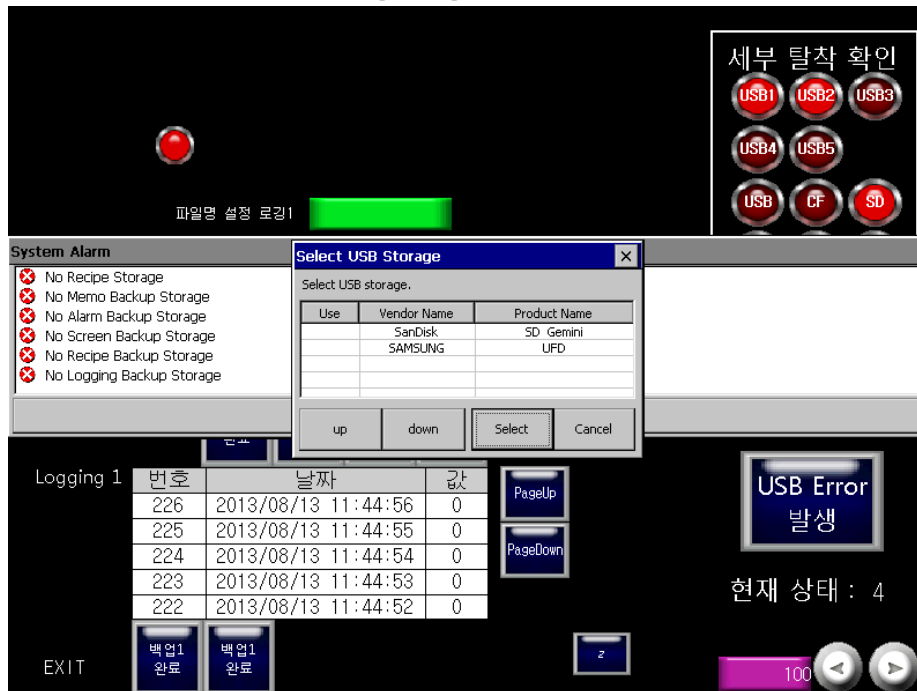 세부 탈착 확인
USB1 USB2 USB3
USB4 USB5
USB CF SD
파일명 설정 로깅1
System Alarm
No Recipe Storage
No Memo Backup Storage
No Alarm Backup Storage
No Screen Backup Storage
No Recipe Backup Storage
No Logging Backup Storage
Select USB Storage
Select USB storage.
Use Vendor Name Product Name
SanDisk SD Gemini
SAMSUNG UFD
up down Select Cancel
Logging 1
번호 날짜 값
226 2013/08/13 11:44:56 0
225 2013/08/13 11:44:55 0
224 2013/08/13 11:44:54 0
223 2013/08/13 11:44:53 0
222 2013/08/13 11:44:52 0
PageUp
PageDown
USB Error
발생
현재 상태 : 4
EXIT
백업1
완료
백업1
완료
z
100